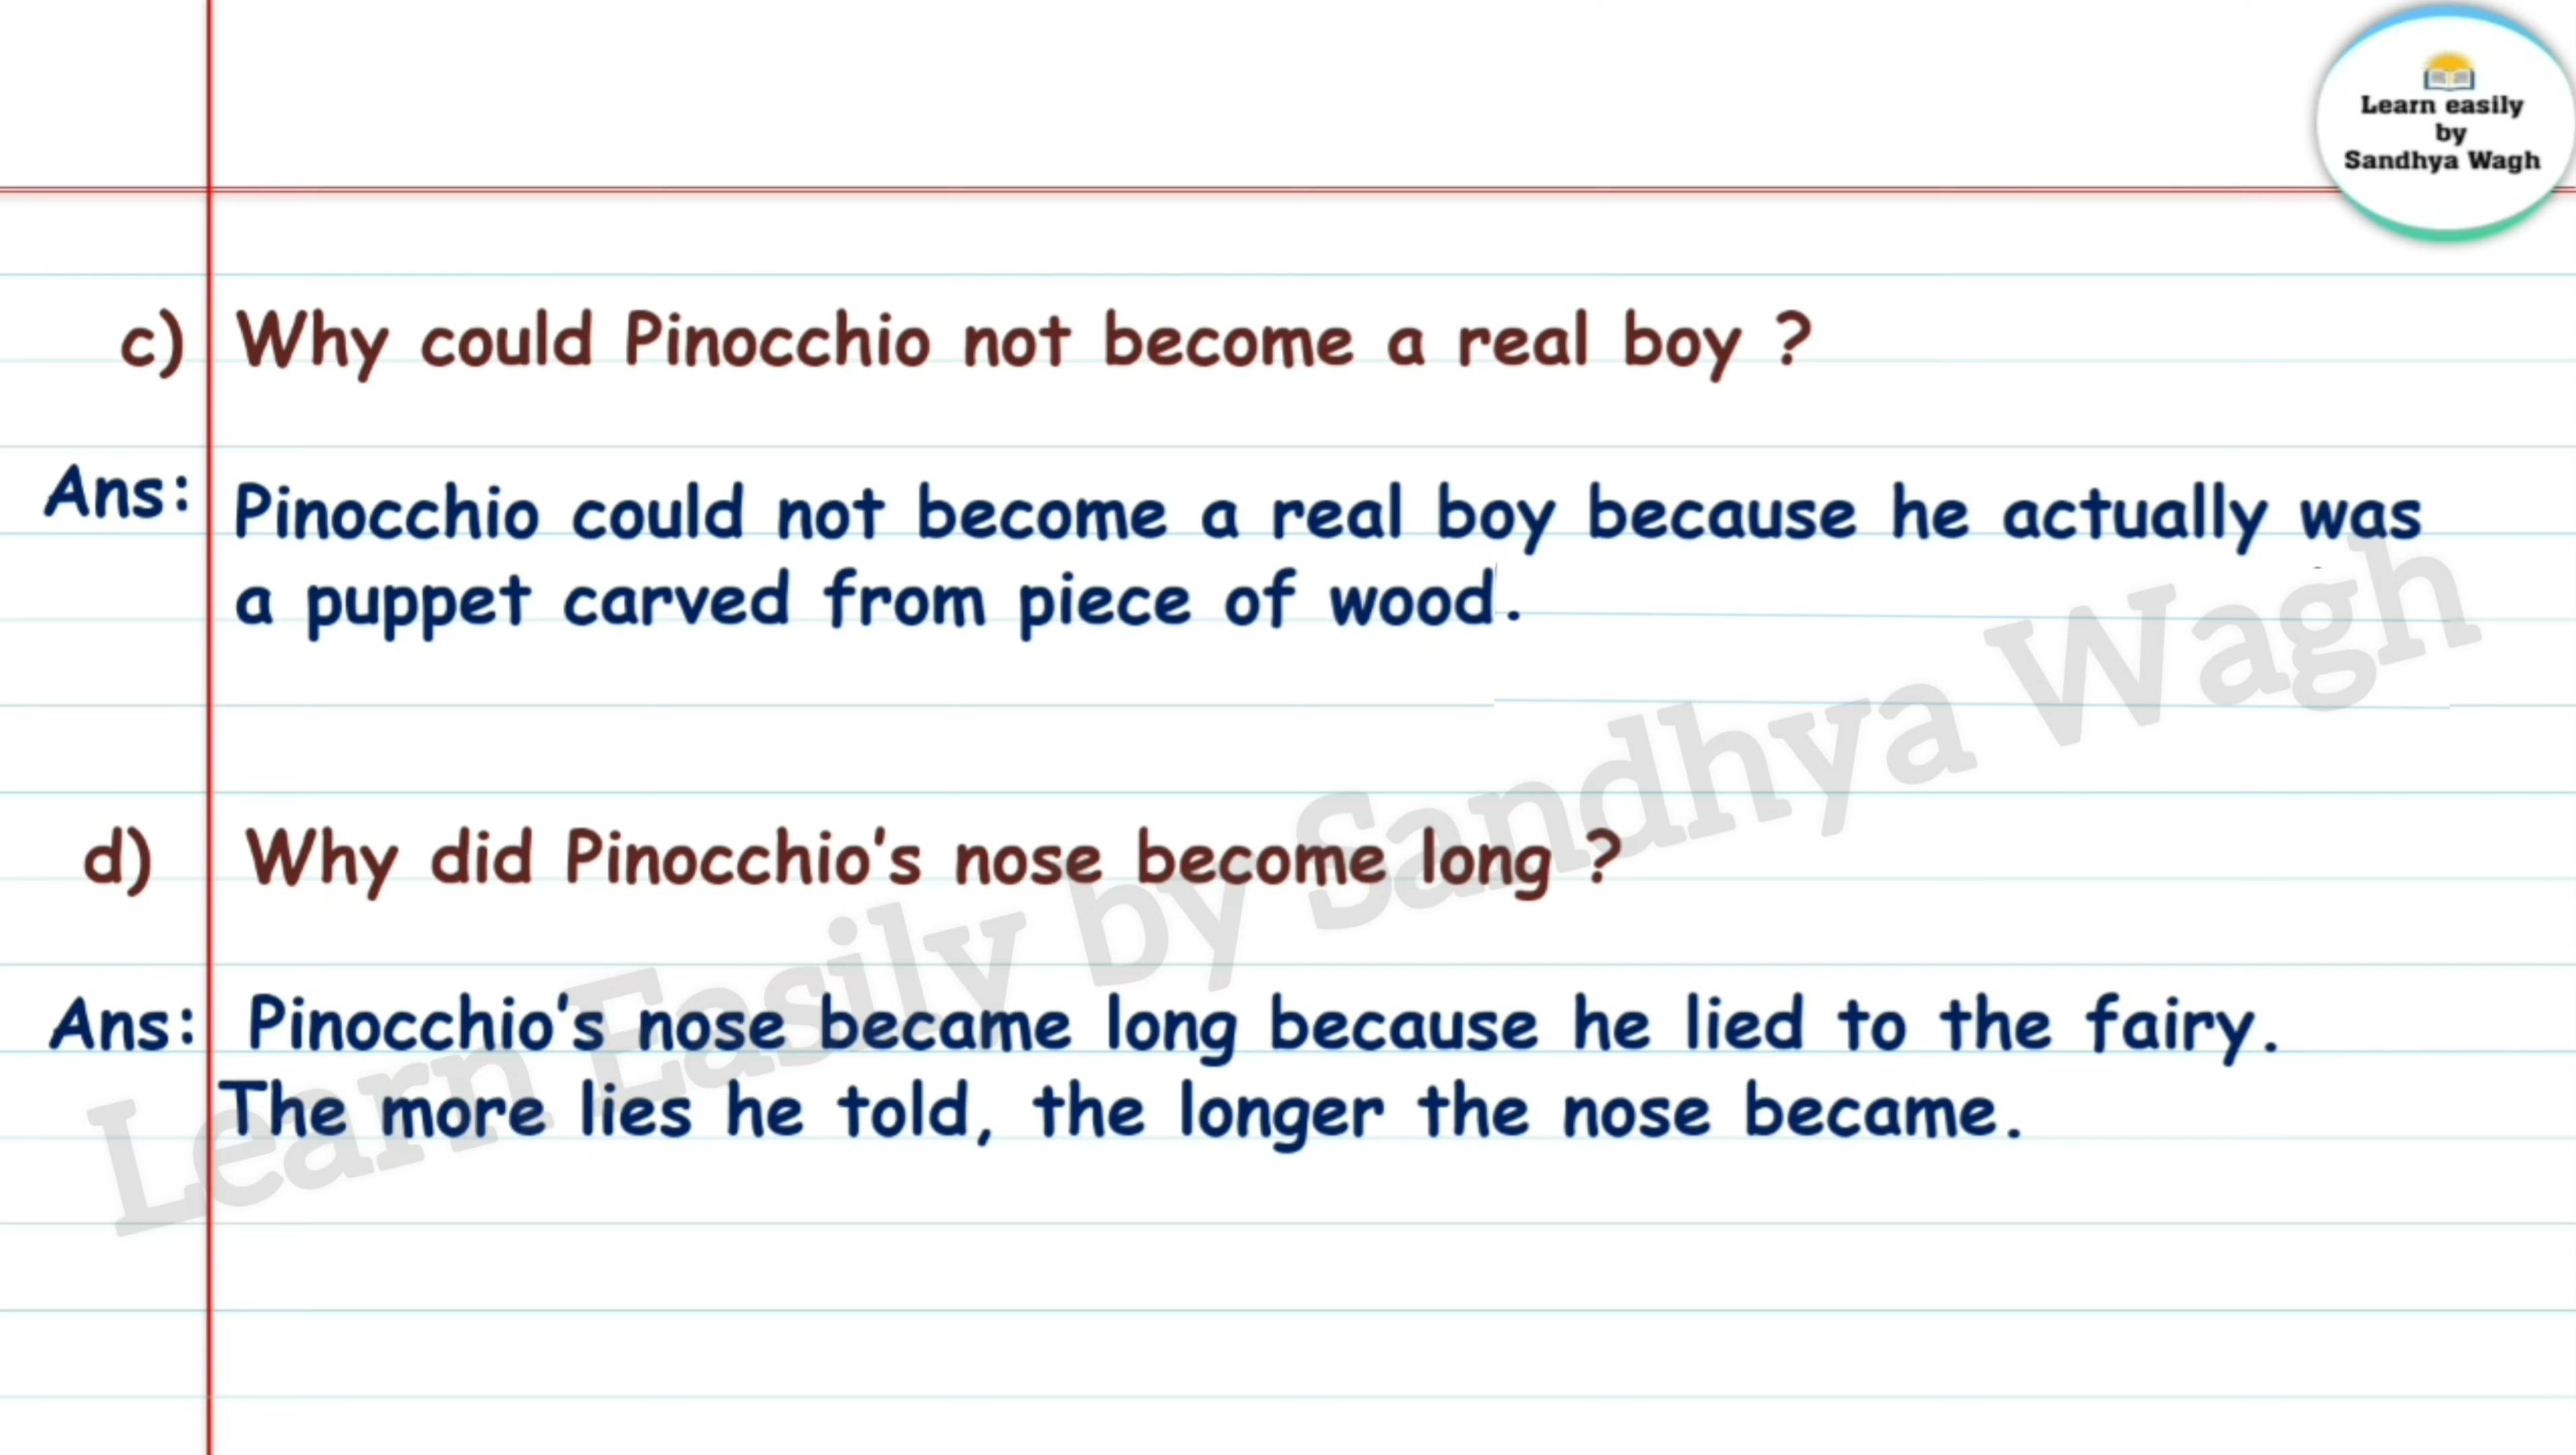 Learn easily
by
Sandhya Wagh
c) Why could Pinocchio not become a real boy ?
Ans: Pinocchio could not become a real boy because he actually was
a puppet carved from piece of wood.
d) Why did Pinocchio's nose become long ?
Ans: Pinocchio's nose became long because he lied to the fairy.
The more lies he told, the longer the nose became.
Learn Easily by Sandhya Wagh